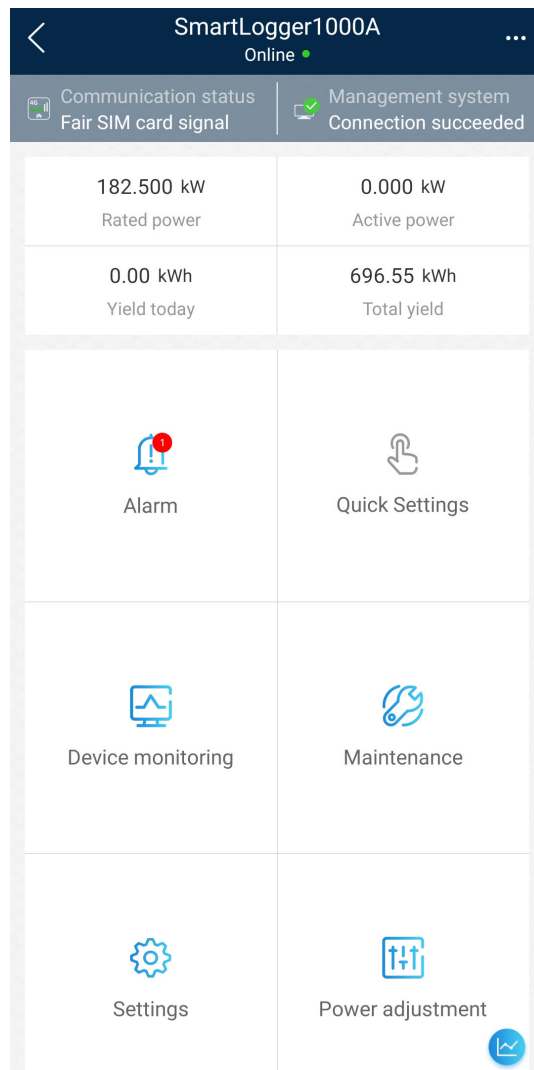 SmartLogger1000A
Online
4G
Communication status
Fair SIM card signal
Management system
Connection succeeded
182.500 kW
0.000 kW
Rated power
Active power
0.00 kWh
696.55 kWh
Yield today
Total yield
1
Alarm
Quick Settings
Device monitoring
Maintenance
Settings
Power adjustment